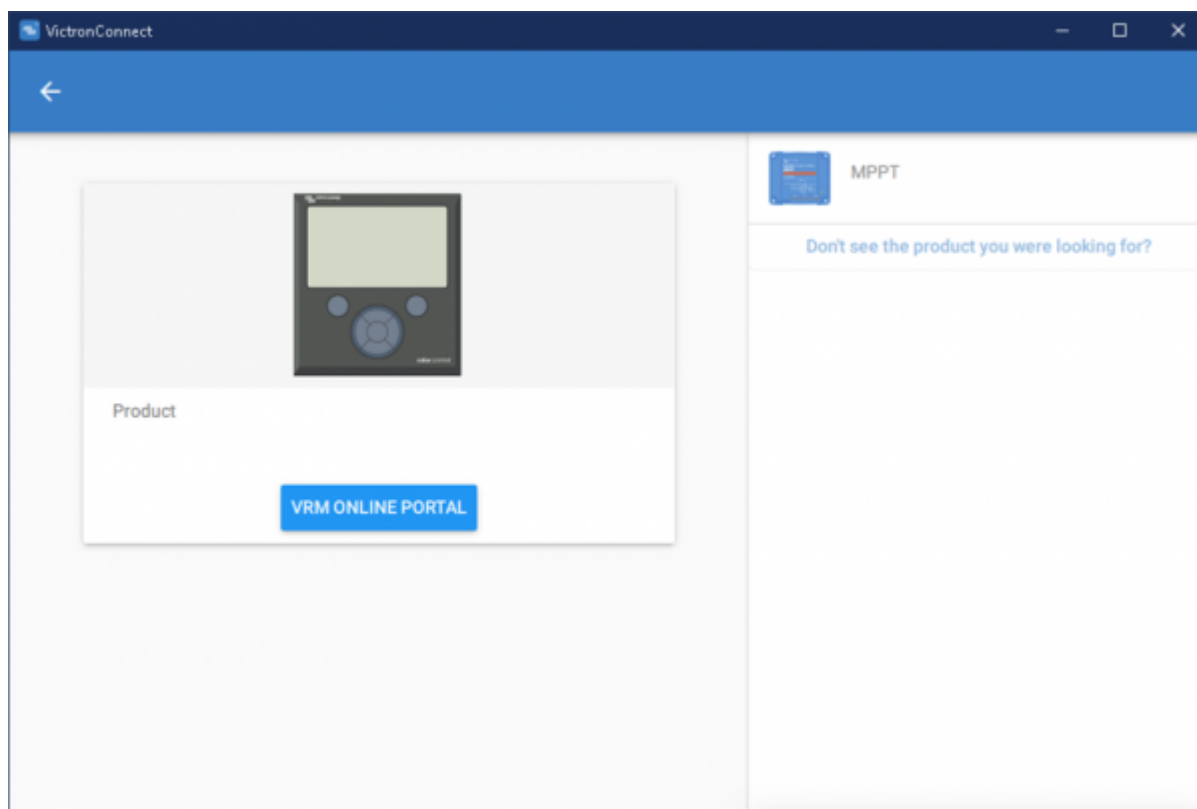 VictronConnect
MPPT
Don't see the product you were looking for?
Product
VRM ONLINE PORTAL